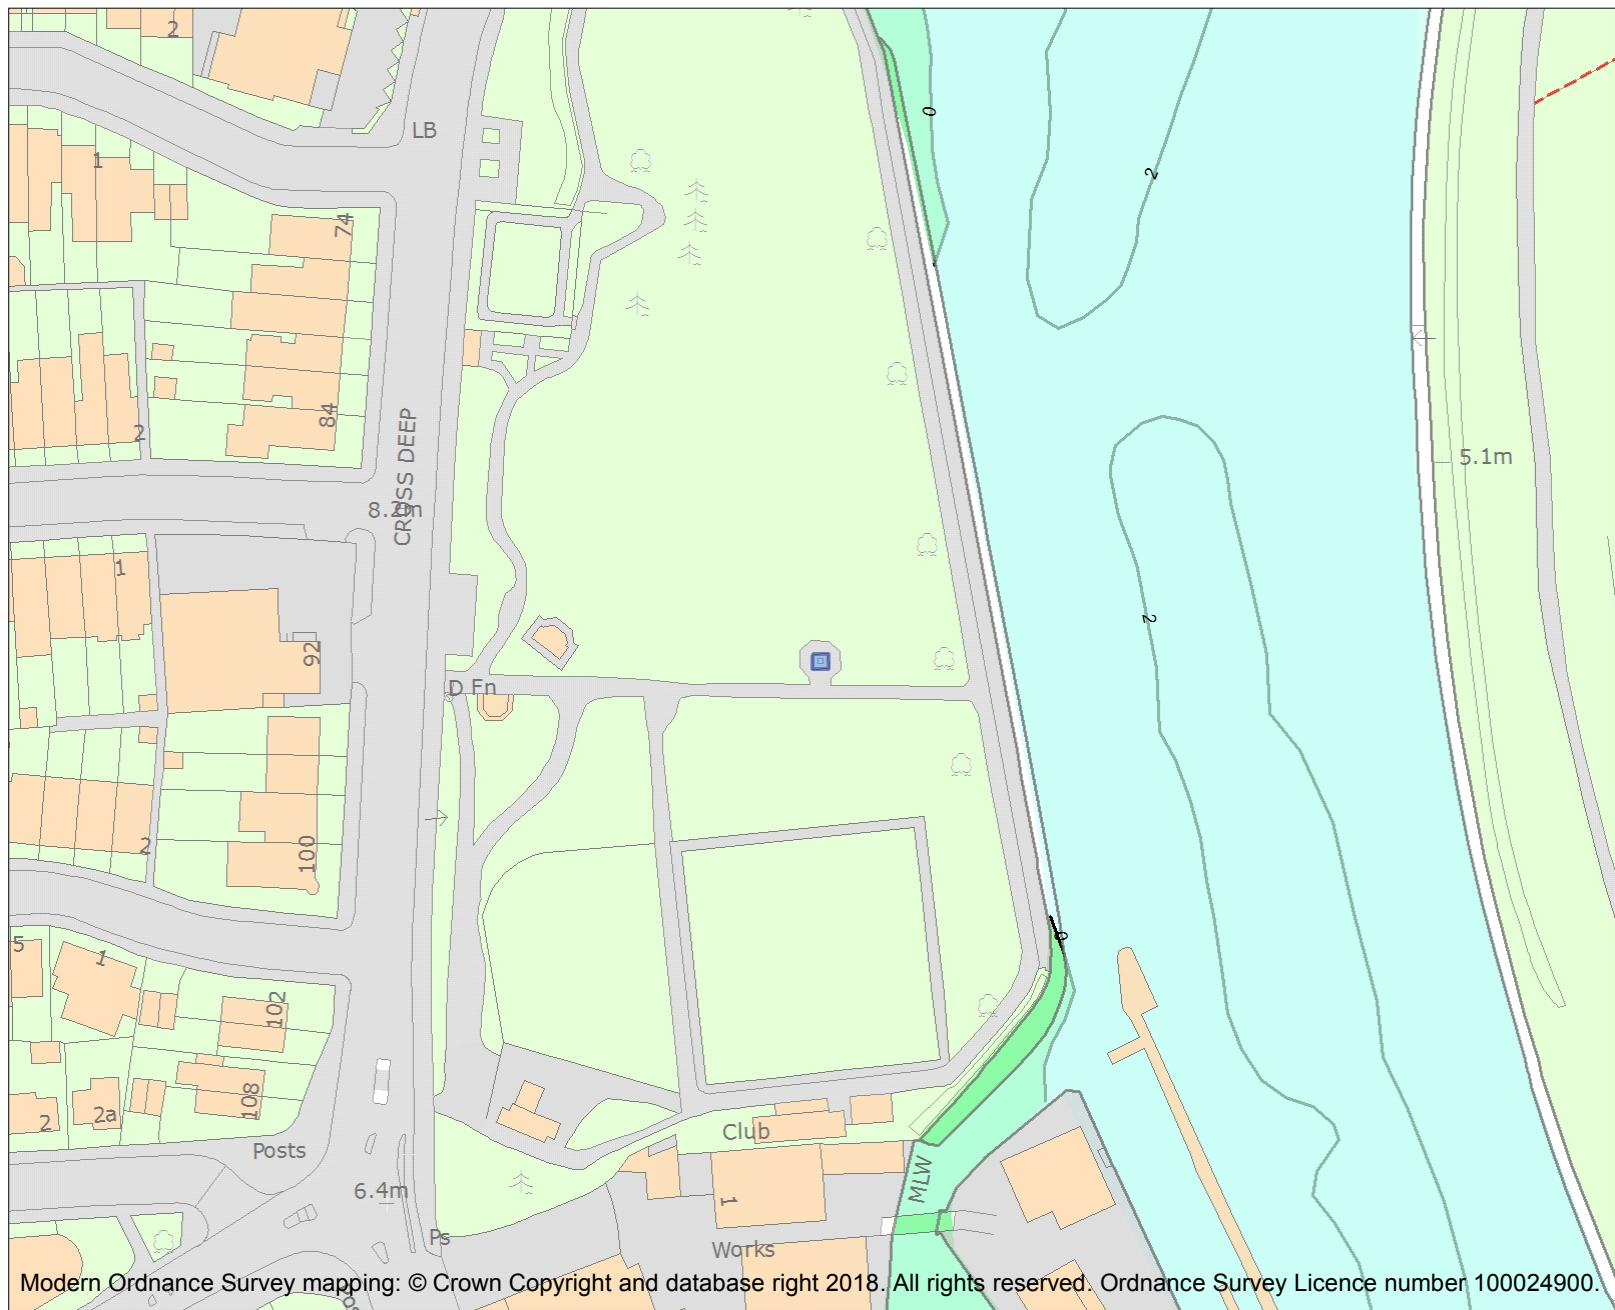 2
LB
0
1
2
74
2
84
CROSS DEEP
5.1m
8.2m
1
2
92
D Fn
2
100
0
5
1
102
108
2
2a
Club
Posts
MLW
6.4m
1
Ps
Works
Modern Ordnance Survey mapping: © Crown Copyright and database right 2018. All rights reserved. Ordnance Survey Licence number 100024900.